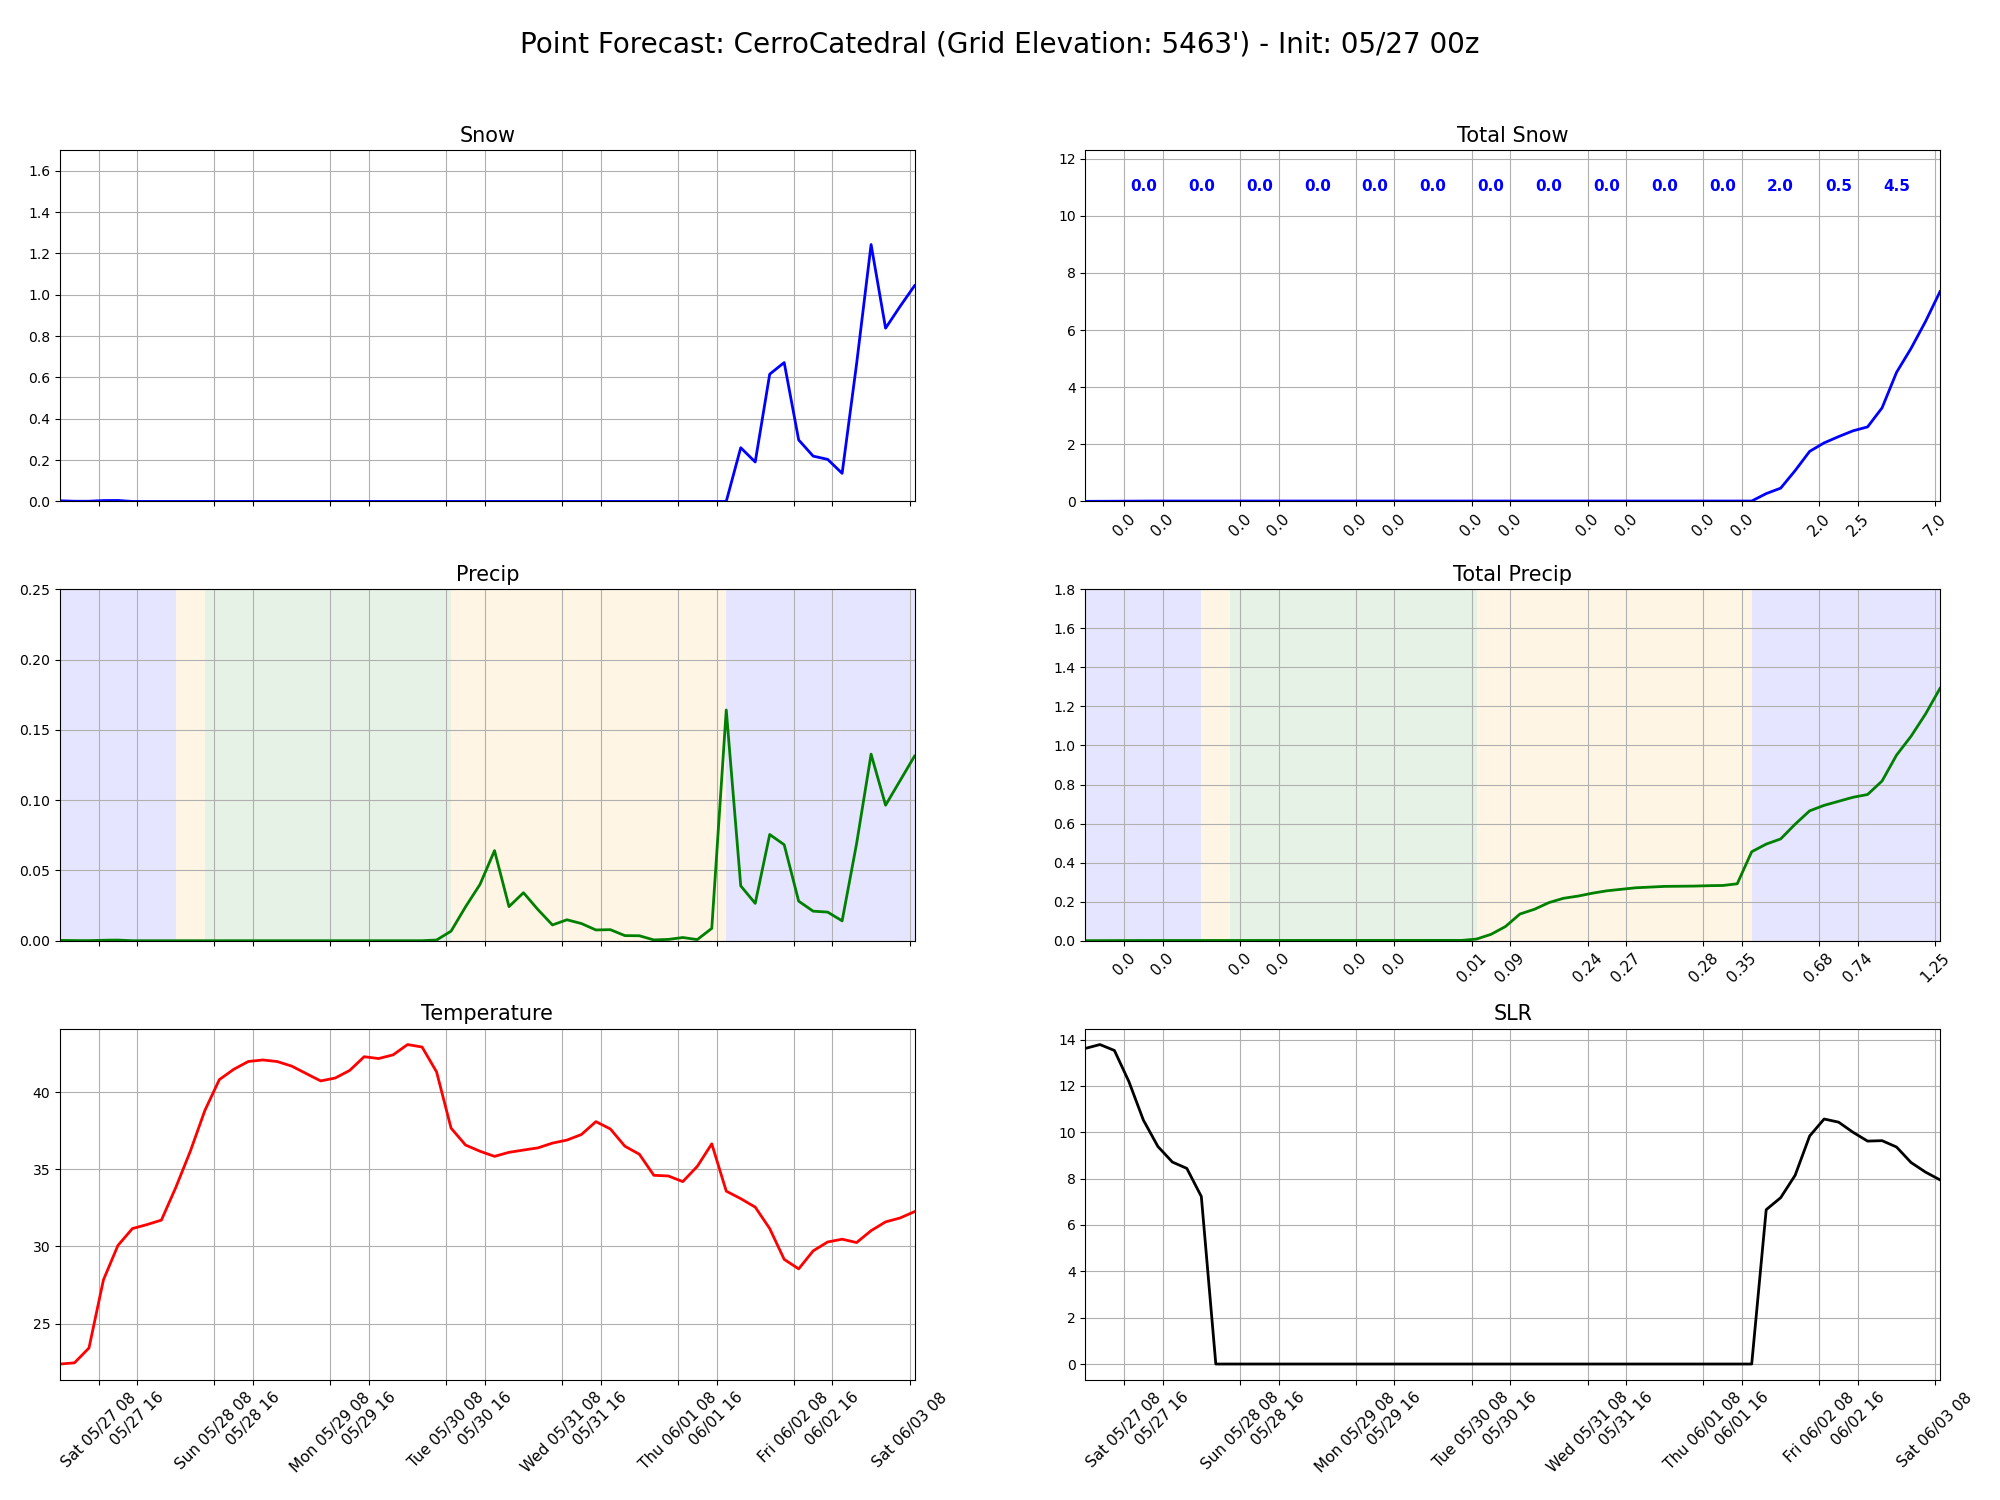 Point Forecast: CerroCatedral (Grid Elevation: 5463') - Init: 05/27 00z
Snow
1.6
1.4
1.2
1.0
0.8
0.6
0.4
0.2
0.0
Total Snow
12
10
8
6
4
2
0
0.0 0.0 0.0 0.0 0.0 0.0 0.0 0.0 0.0 0.0 0.0 2.0 0.5 4.5
0.0 0.0 0.0 0.0 0.0 0.0 0.0 0.0 0.0 0.0 0.0 0.0 2.0 2.5 7.0
Precip
0.25
0.20
0.15
0.10
0.05
0.00
Total Precip
1.8
1.6
1.4
1.2
1.0
0.8
0.6
0.4
0.2
0.0
0.0 0.0 0.0 0.0 0.0 0.0 0.01 0.09 0.24 0.27 0.28 0.35 0.68 0.74 1.25
Temperature
40
35
30
25
Sat 05/27 08
05/27 16
Sun 05/28 08
05/28 16
Mon 05/29 08
05/29 16
Tue 05/30 08
05/30 16
Wed 05/31 08
05/31 16
Thu 06/01 08
06/01 16
Fri 06/02 08
06/02 16
Sat 06/03 08
SLR
14
12
10
8
6
4
2
0
Sat 05/27 08
05/27 16
Sun 05/28 08
05/28 16
Mon 05/29 08
05/29 16
Tue 05/30 08
05/30 16
Wed 05/31 08
05/31 16
Thu 06/01 08
06/01 16
Fri 06/02 08
06/02 16
Sat 06/03 08